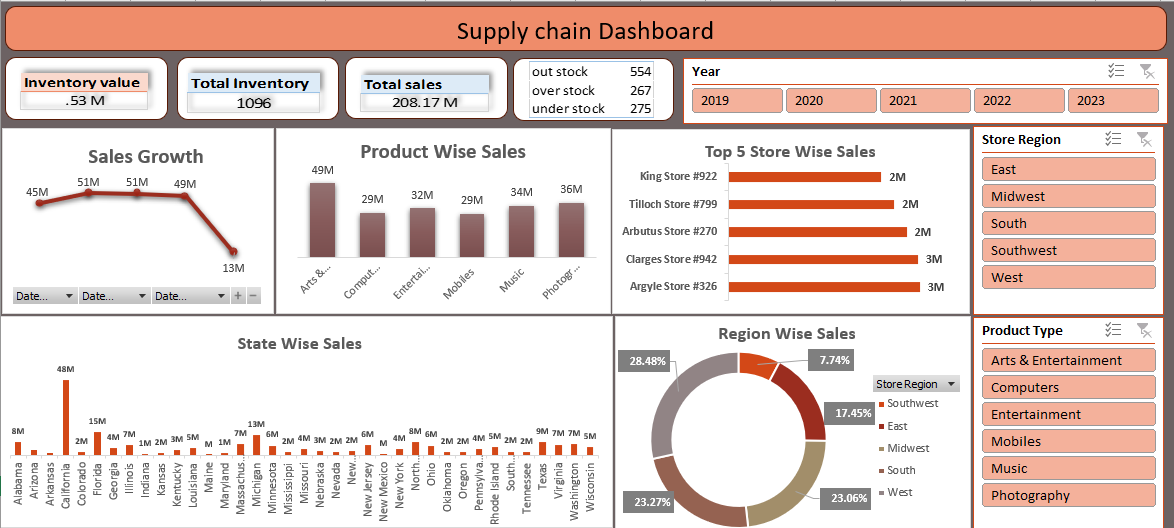 Supply chain Dashboard
Inventory value
.53 M
Total Inventory
1096
Total sales
208.17 M
out stock 554
over stock 267
under stock 275
Year
2019 2020 2021 2022 2023
Sales Growth
45M 51M 51M 49M 13M
Date... Date... Date...
Product Wise Sales
49M 29M 32M 29M 34M 36M
Arts &... Comput... Entertai... Mobiles Music Photogr...
Top 5 Store Wise Sales
King Store #922 2M
Tilloch Store #799 2M
Arbutus Store #270 2M
Clarges Store #942 3M
Argyle Store #326 3M
Store Region
East
Midwest
South
Southwest
West
State Wise Sales
8M 48M 2M 15M 4M 7M 1M 2M 3M 5M M 1M 7M 13M 6M 2M 4M 3M 2M 2M 6M M 4M 8M 6M 2M 2M 4M 5M 2M 2M 9M 7M 7M 5M
Alabama Arizona Arkansas California Colorado Florida Georgia Illinois Indiana Kansas Kentucky Louisiana Maine Maryland Massachus... Michigan Minnesota Mississippi Missouri Nebraska Nevada New... New Jersey New Mexico New York North... Ohio Oklahoma Oregon Pennsylva... Rhode Island South... Tennessee Texas Virginia Washington Wisconsin
Region Wise Sales
28.48% 7.74% 17.45% 23.06% 23.27%
Store Region
Southwest
East
Midwest
South
West
Product Type
Arts & Entertainment
Computers
Entertainment
Mobiles
Music
Photography